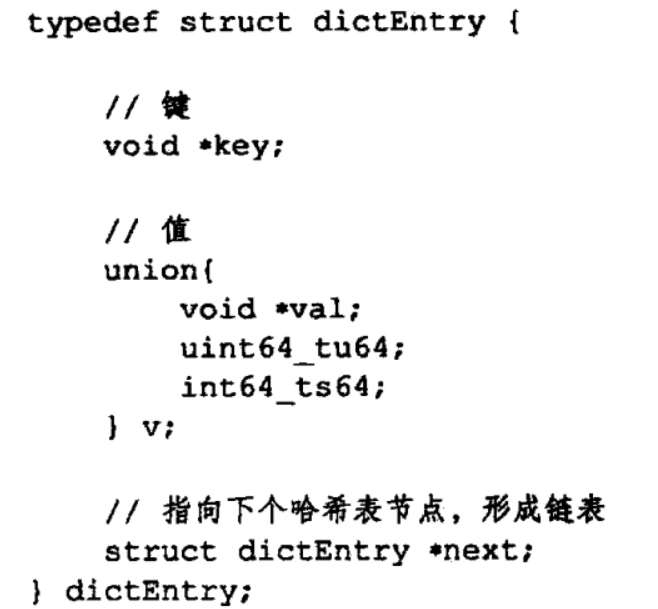 typedef struct dictEntry {
// 键
void *key;
// 值
union{
void *val;
uint64_tu64;
int64_ts64;
} v;
// 指向下个哈希表节点，形成链表
struct dictEntry *next;
} dictEntry;